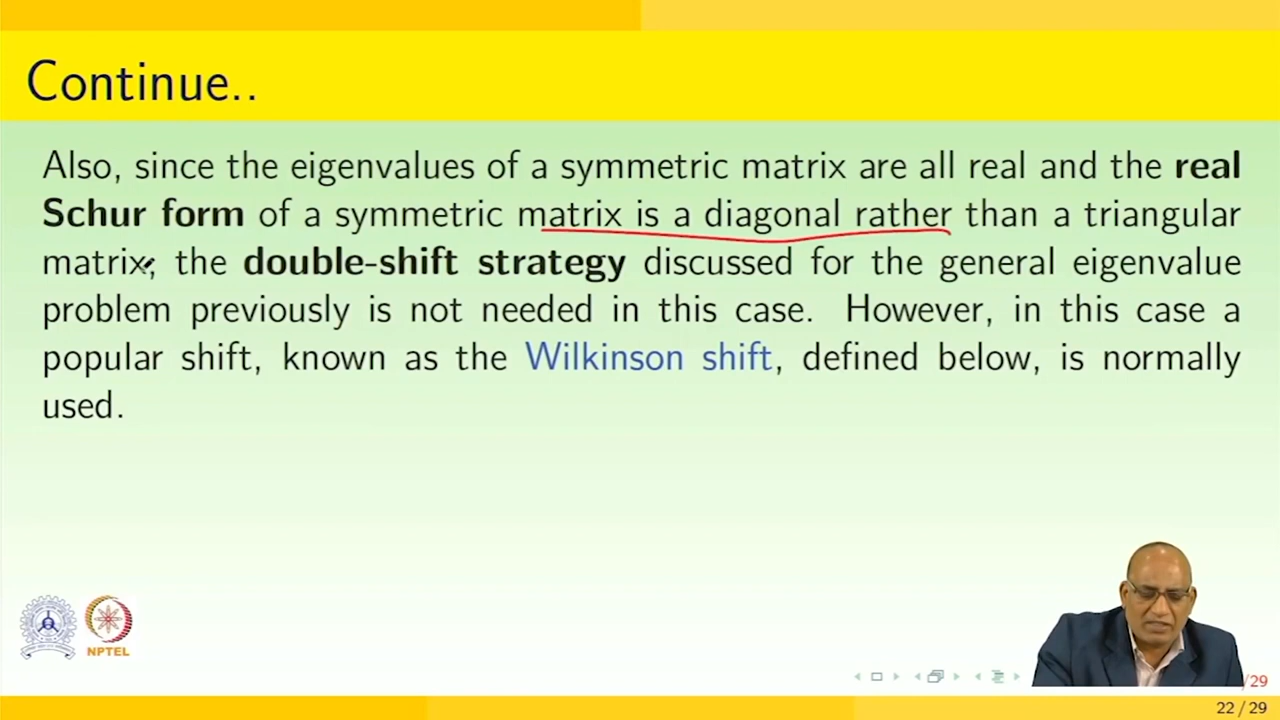 Continue..
Also, since the eigenvalues of a symmetric matrix are all real and the real
Schur form of a symmetric matrix is a diagonal rather than a triangular
matrix, the double-shift strategy discussed for the general eigenvalue
problem previously is not needed in this case. However, in this case a
popular shift, known as the Wilkinson shift, defined below, is normally
used.
NPTEL
/29
22 / 29